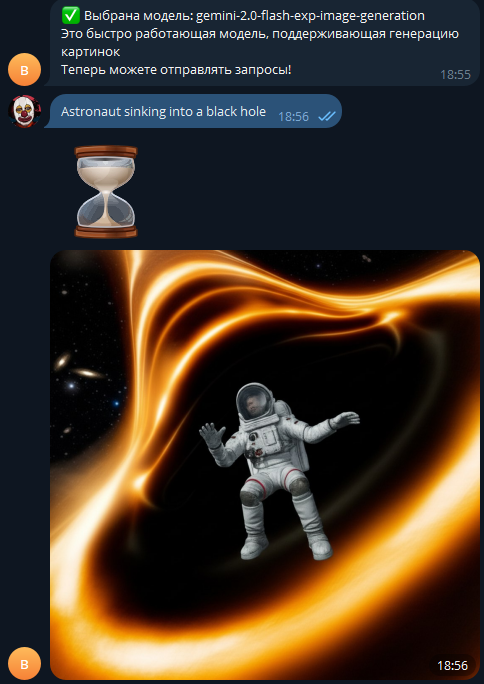 ✅ Выбрана модель: gemini-2.0-flash-exp-image-generation
Это быстро работающая модель, поддерживающая генерацию
картинок
Теперь можете отправлять запросы!
18:55
В
Astronaut sinking into a black hole
18:56
18:56
В